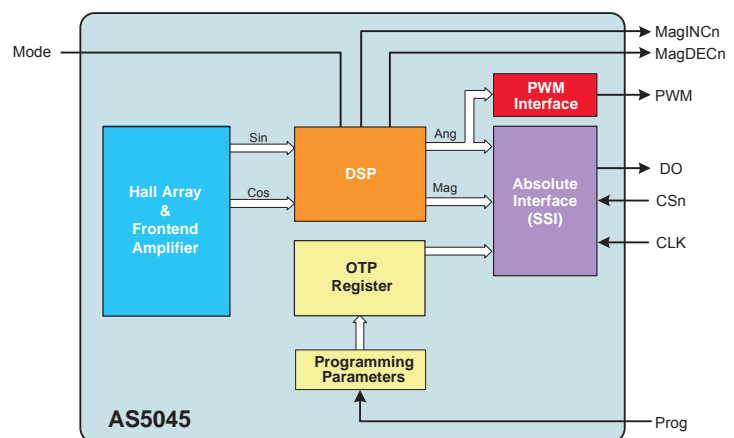 MagINCn
Mode
MagDECn
PWM
Interface
PWM
Sin
Ang
DSP
Hall Array
&
Frontend
Amplifier
Cos
Mag
Absolute
Interface
(SSI)
DO
CSn
CLK
OTP
Register
Programming
Parameters
AS5045
Prog